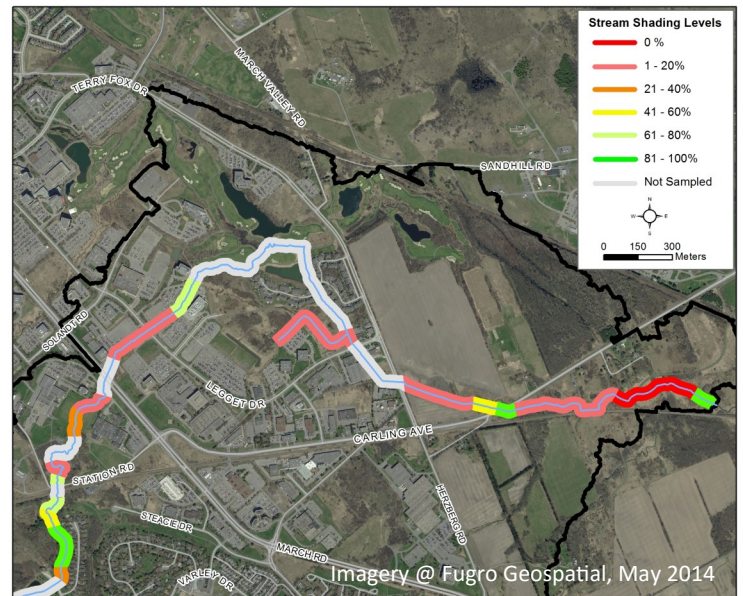 Stream Shading Levels
0 %
1 - 20%
21 - 40%
41 - 60%
61 - 80%
81 - 100%
Not Sampled
N
W E
S
0 150 300
Meters
TERRY FOX DR
MARCH VALLEY RD
SANDHILL RD
SOLANDT RD
LEGGET DR
CARLING AVE
STATION RD
HERZBERG RD
STEACIE DR
MARCH RD
VARLEY DR
Imagery @ Fugro Geospatial, May 2014